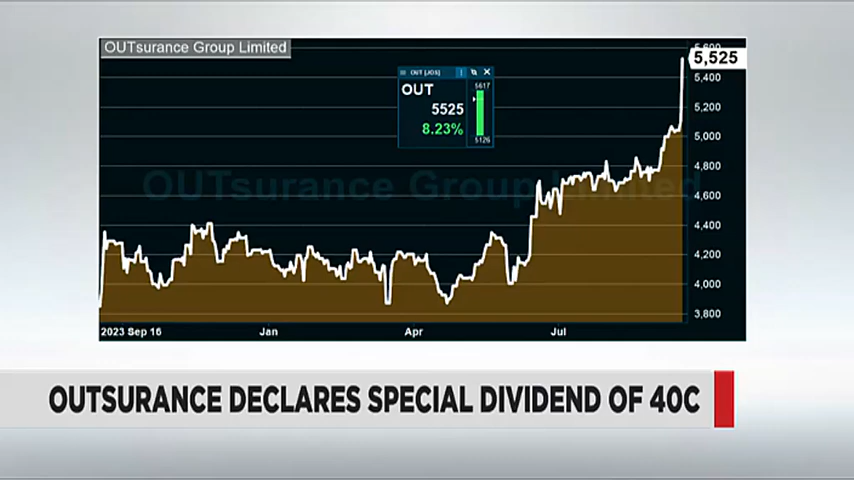 OUTsurance Group Limited
OUT [JOS]
OUT
5525
8.23%
5617
5126
OUTsurance Group Limited
5,600
5,525
5,400
5,200
5,000
4,800
4,600
4,400
4,200
4,000
3,800
2023 Sep 16 Jan Apr Jul
OUTSURANCE DECLARES SPECIAL DIVIDEND OF 40C